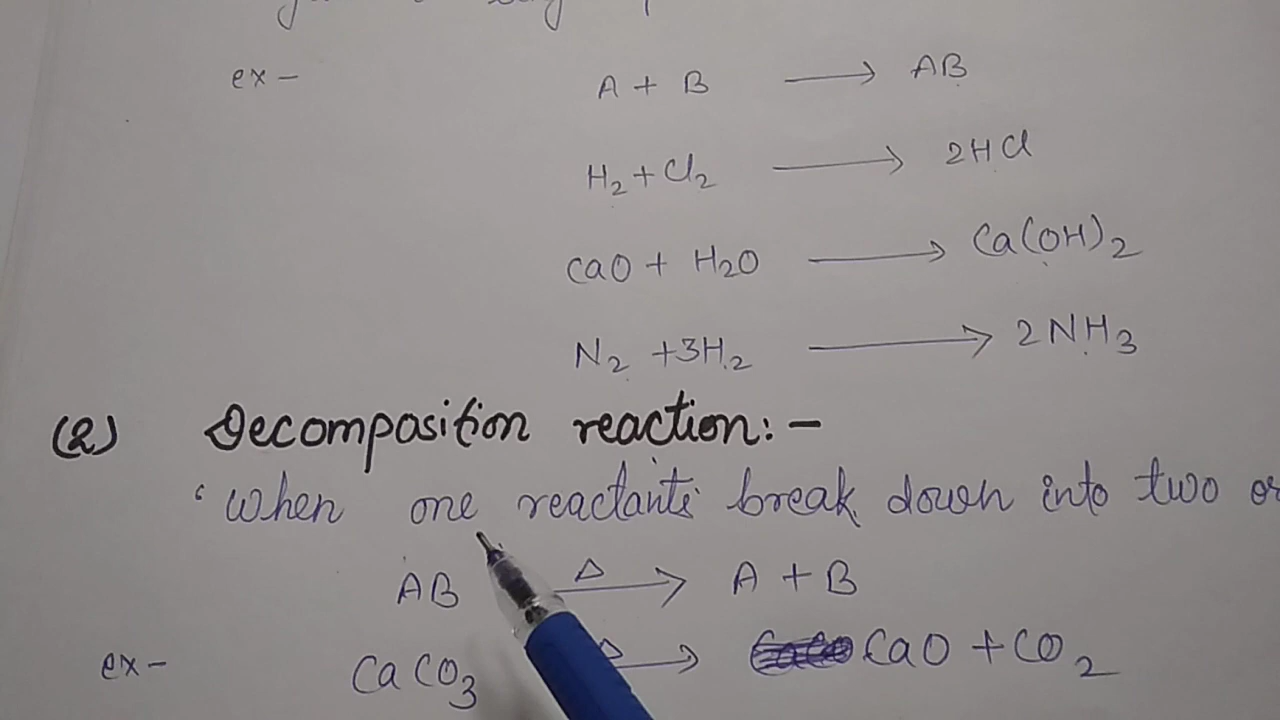 ex - A + B ⟶ AB
H₂ + Cl₂ ⟶ 2HCl
CaO + H₂O ⟶ Ca(OH)₂
N₂ + 3H₂ ⟶ 2NH₃
(2) Decomposition reaction:-
‘When one reactants break down into two or
AB △⟶ A + B
ex- CaCO₃ △⟶ CaO + CO₂